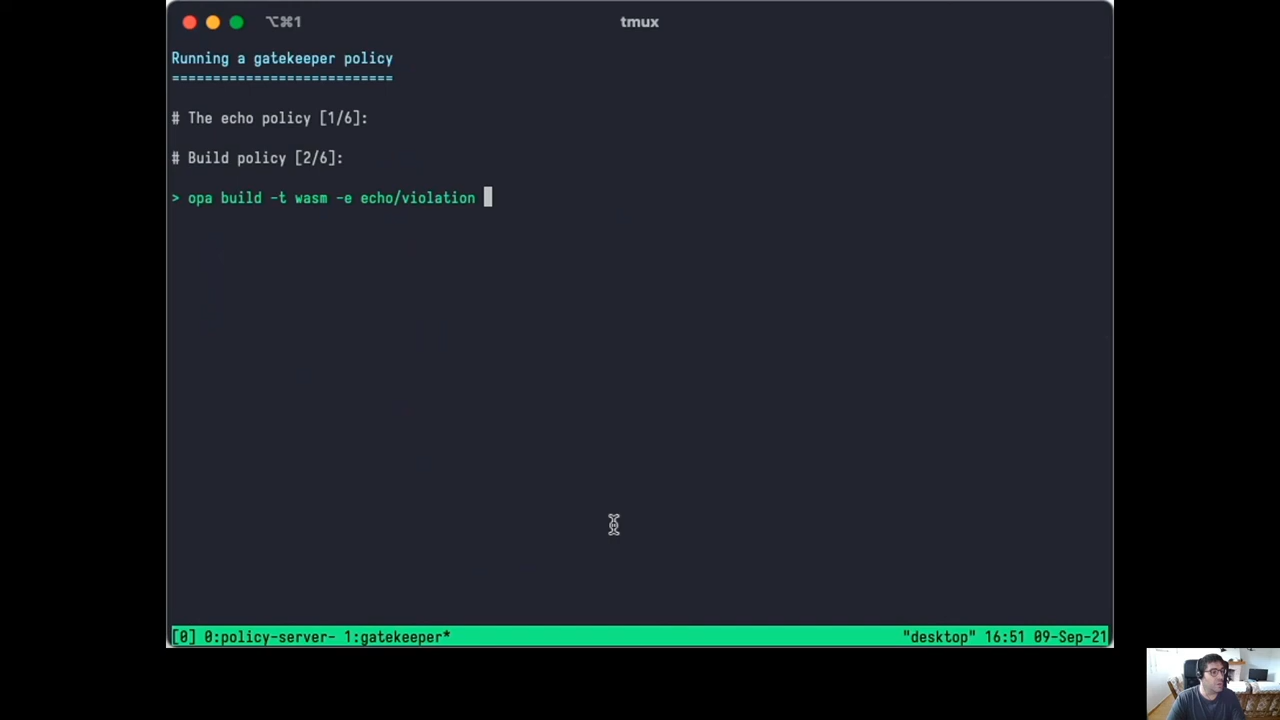 ⌥⌘1
tmux
Running a gatekeeper policy
===========================
# The echo policy [1/6]:
# Build policy [2/6]:
> opa build -t wasm -e echo/violation
[0] 0:policy-server- 1:gatekeeper*
"desktop" 16:51 09-Sep-21